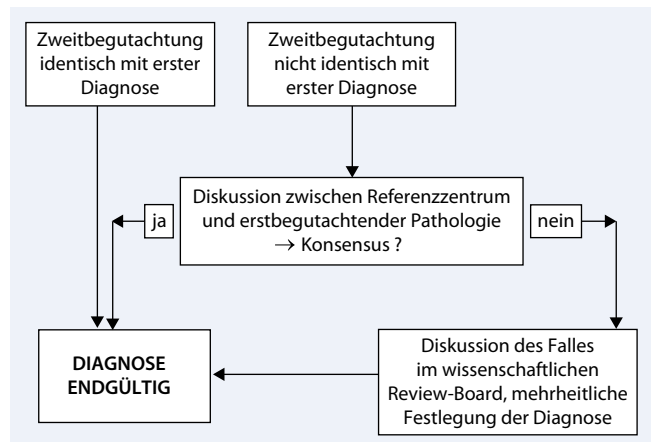 Zweitbegutachtung
identisch mit erster
Diagnose
Zweitbegutachtung
nicht identisch mit
erster Diagnose
Diskussion zwischen Referenzzentrum
und erstbegutachtender Pathologie
→ Konsensus ?
ja
nein
DIAGNOSE
ENDGÜLTIG
Diskussion des Falles
im wissenschaftlichen
Review-Board, mehrheitliche
Festlegung der Diagnose